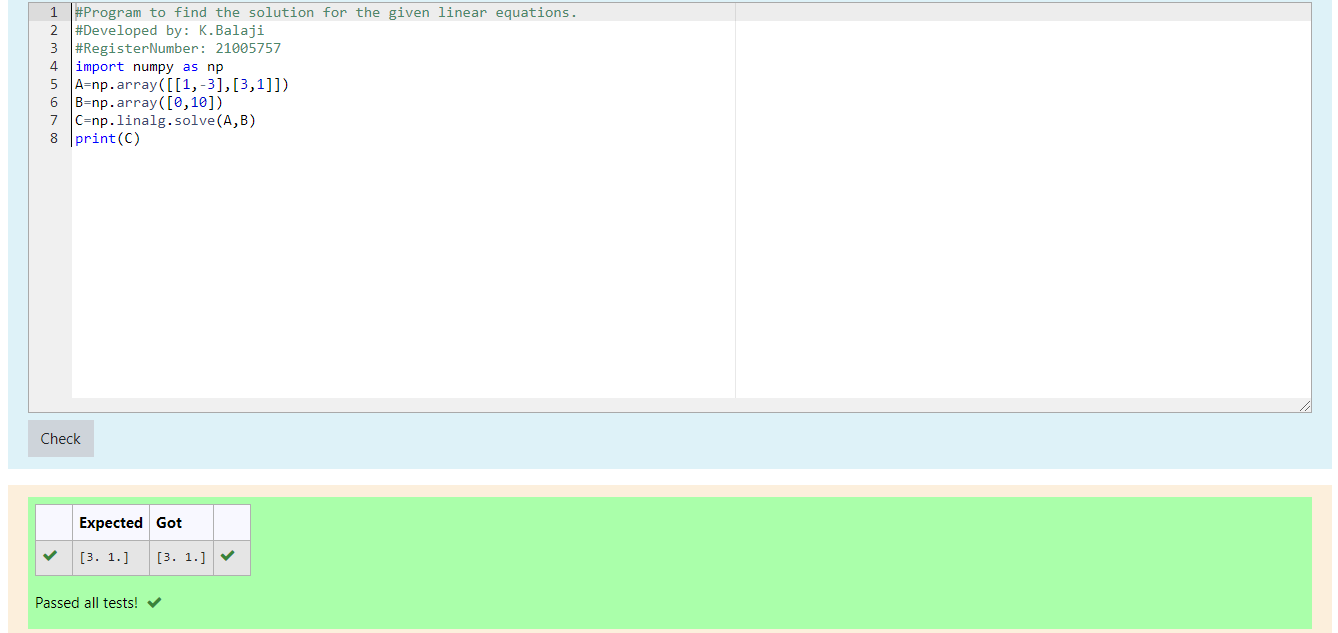 1 #Program to find the solution for the given linear equations.
2 #Developed by: K.Balaji
3 #RegisterNumber: 21005757
4 import numpy as np
5 A=np.array([[1,-3],[3,1]])
6 B=np.array([0,10])
7 C=np.linalg.solve(A,B)
8 print(C)
Check
Expected Got
[3. 1.] [3. 1.]
Passed all tests!